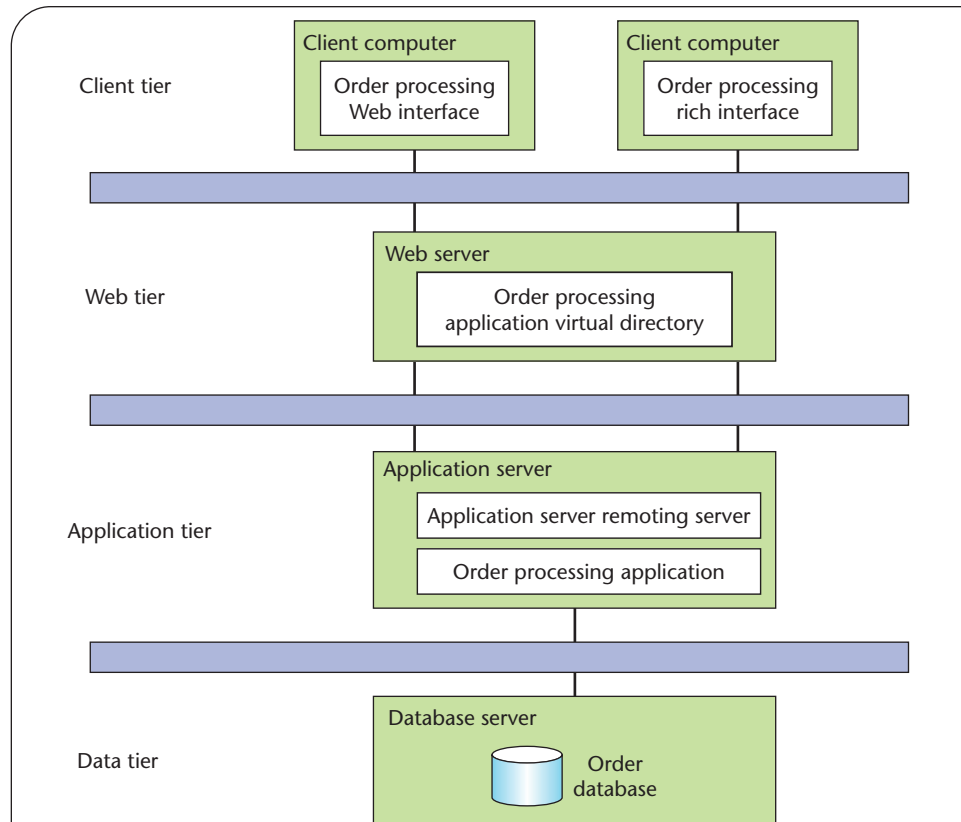 Client tier
Client computer
Order processing
Web interface
Client computer
Order processing
rich interface
Web tier
Web server
Order processing
application virtual directory
Application tier
Application server
Application server remoting server
Order processing application
Data tier
Database server
Order
database